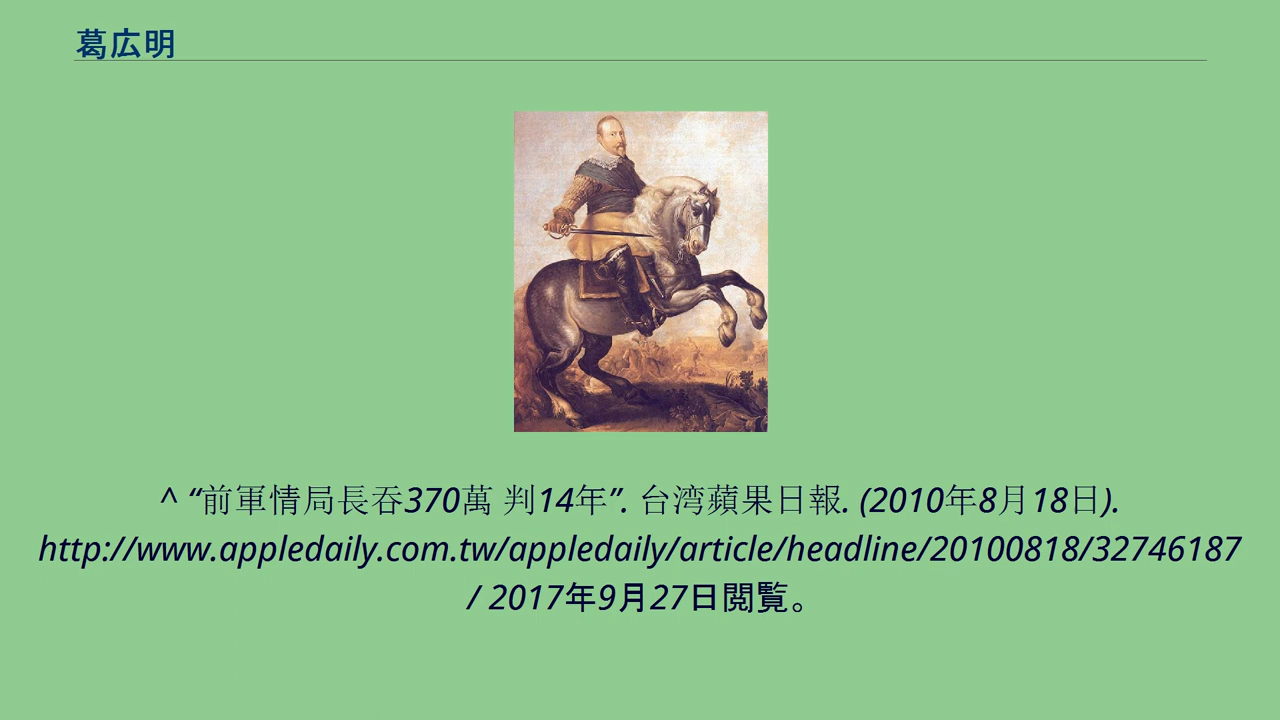 葛広明
^ “前軍情局長吞370萬 判14年”. 台湾蘋果日報. (2010年8月18日).
http://www.appledaily.com.tw/appledaily/article/headline/20100818/32746187
/ 2017年9月27日閲覧。